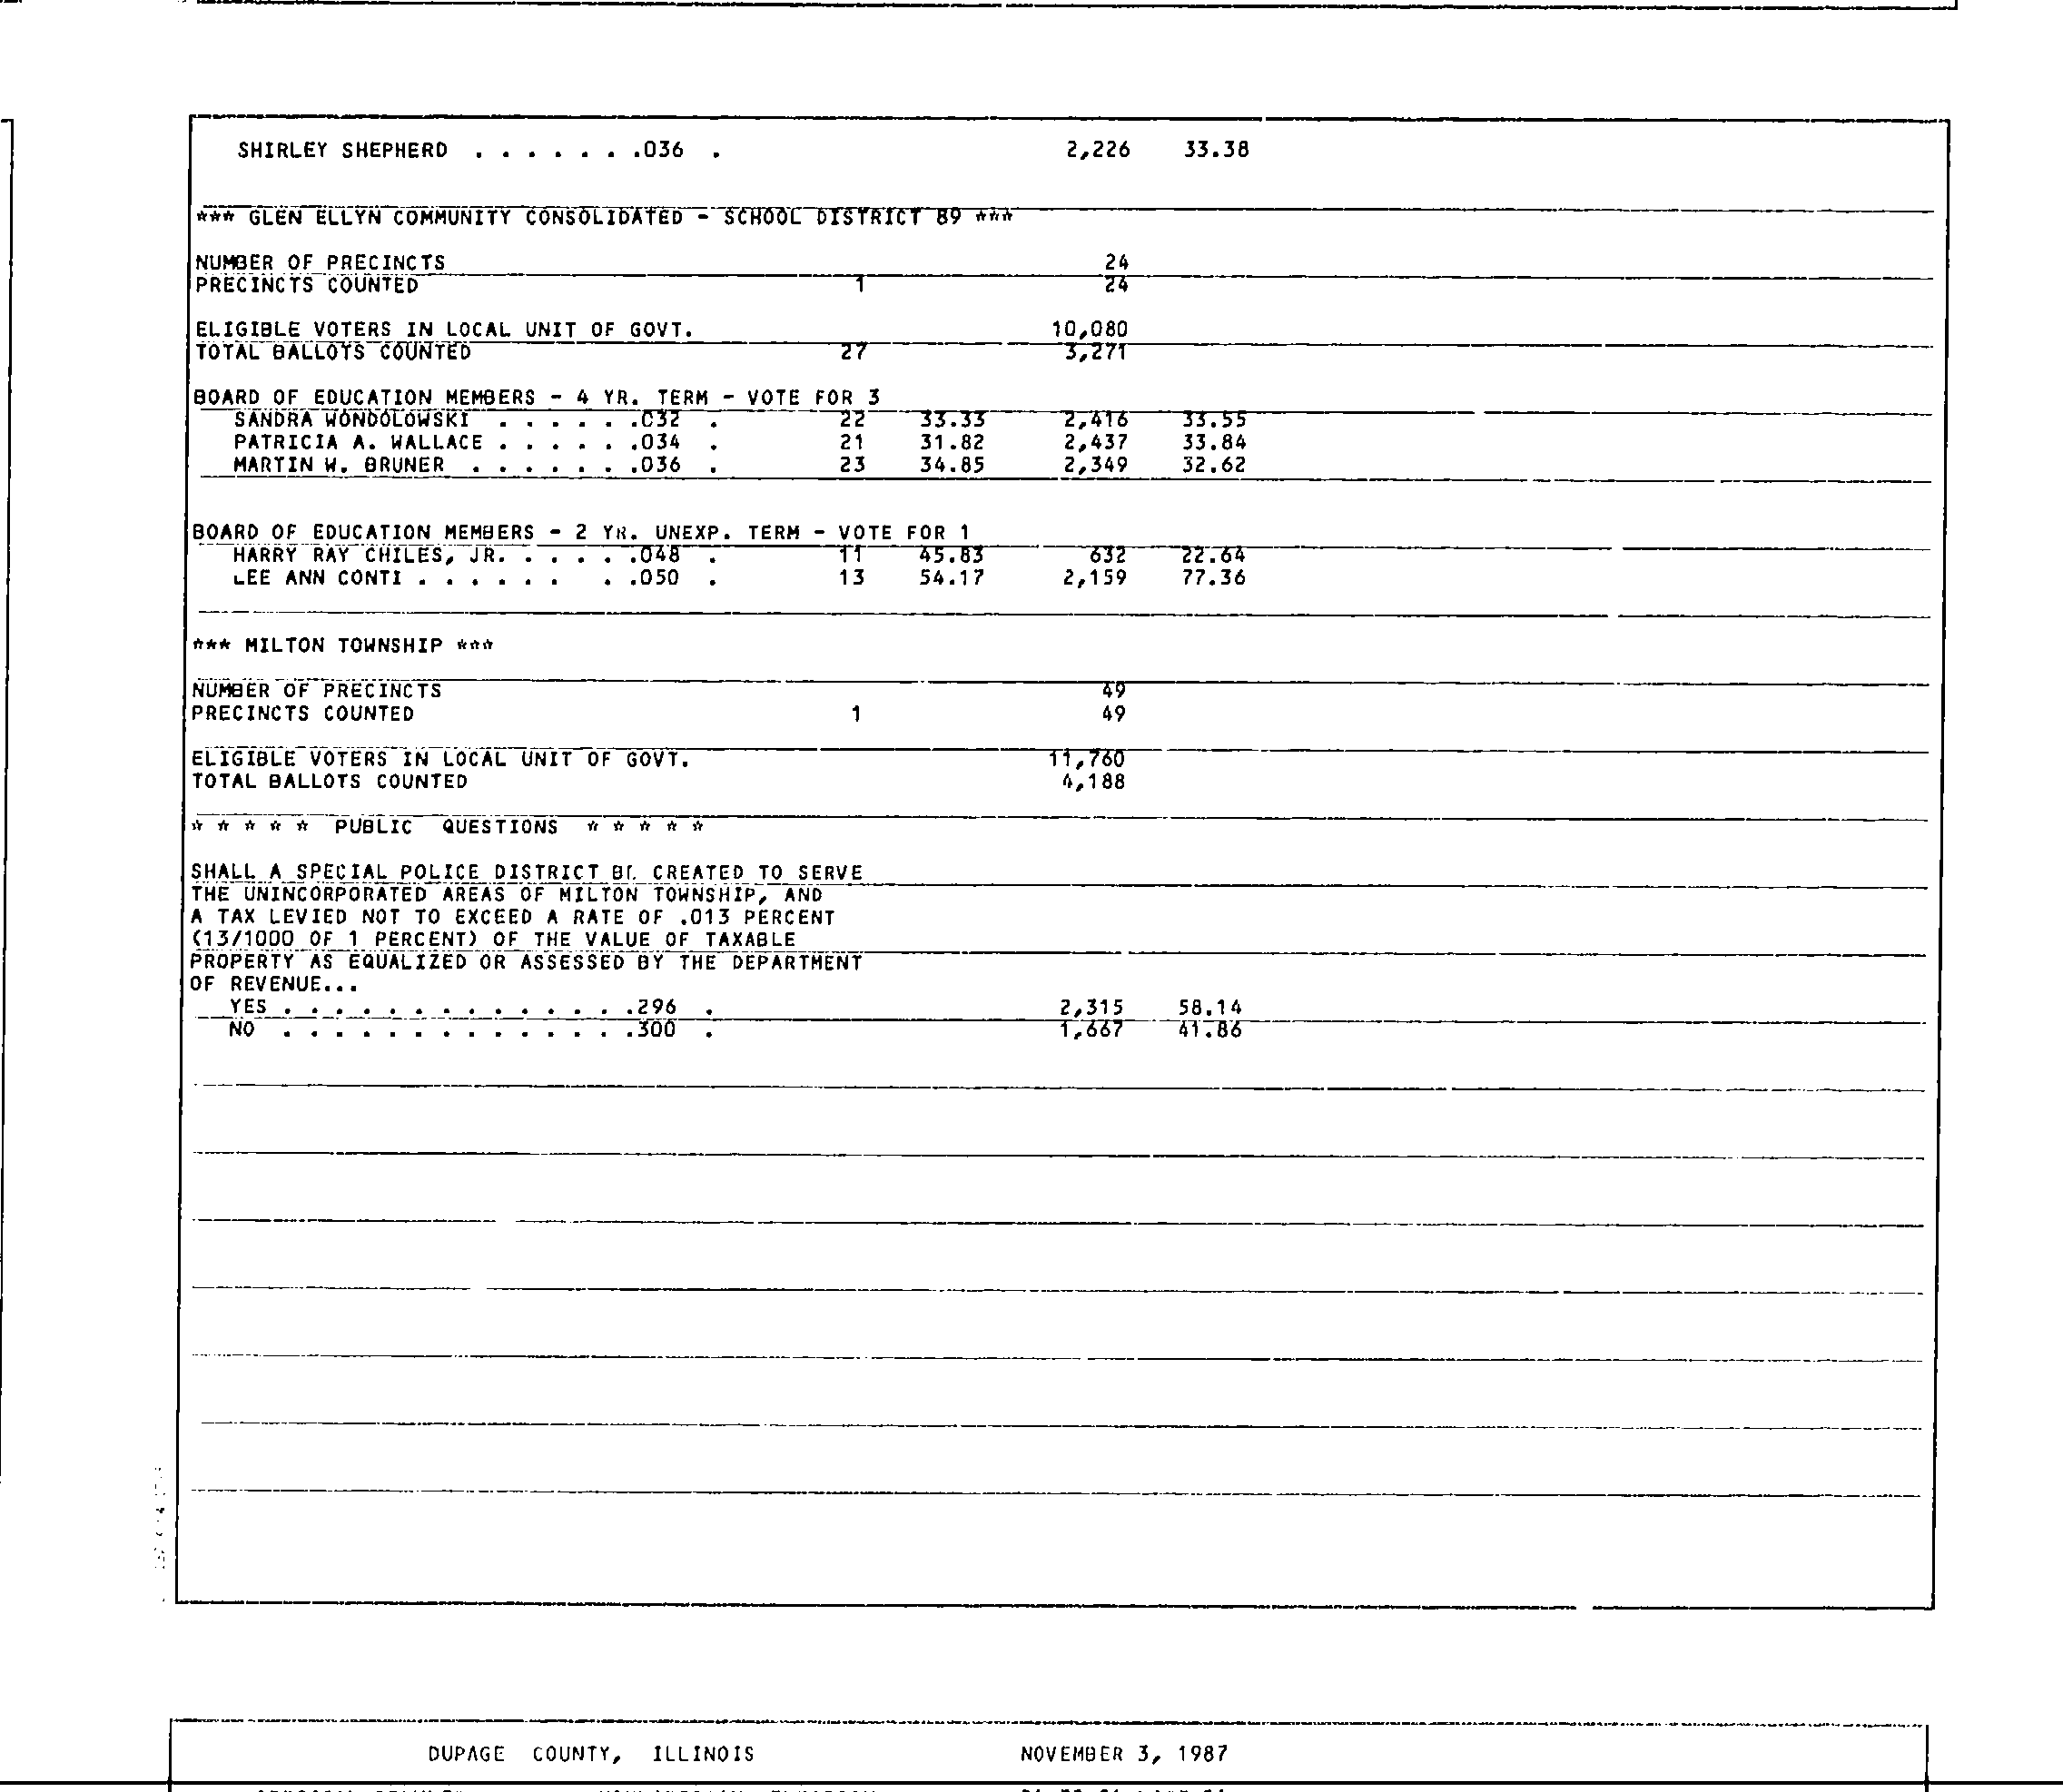 SHIRLEY SHEPHERD . . . . . . .036 . 2,226 33.38
*** GLEN ELLYN COMMUNITY CONSOLIDATED - SCHOOL DISTRICT 89 ***
NUMBER OF PRECINCTS 24
PRECINCTS COUNTED 1 24
ELIGIBLE VOTERS IN LOCAL UNIT OF GOVT. 10,080
TOTAL BALLOTS COUNTED 27 3,271
BOARD OF EDUCATION MEMBERS - 4 YR. TERM - VOTE FOR 3
SANDRA WONDOLOWSKI . . . . . .032 . 22 33.33 2,416 33.55
PATRICIA A. WALLACE . . . . . .034 . 21 31.82 2,437 33.84
MARTIN W. BRUNER . . . . . . .036 . 23 34.85 2,349 32.62
BOARD OF EDUCATION MEMBERS - 2 YR. UNEXP. TERM - VOTE FOR 1
HARRY RAY CHILES, JR. . . . . .048 . 11 45.83 632 22.64
LEE ANN CONTI . . . . . . . .050 . 13 54.17 2,159 77.36
*** MILTON TOWNSHIP ***
NUMBER OF PRECINCTS 49
PRECINCTS COUNTED 1 49
ELIGIBLE VOTERS IN LOCAL UNIT OF GOVT. 11,760
TOTAL BALLOTS COUNTED 4,188
* * * * * PUBLIC QUESTIONS * * * * *
SHALL A SPECIAL POLICE DISTRICT BE CREATED TO SERVE
THE UNINCORPORATED AREAS OF MILTON TOWNSHIP, AND
A TAX LEVIED NOT TO EXCEED A RATE OF .013 PERCENT
(13/1000 OF 1 PERCENT) OF THE VALUE OF TAXABLE
PROPERTY AS EQUALIZED OR ASSESSED BY THE DEPARTMENT
OF REVENUE...
YES . . . . . . . . . . . . . .296 . 2,315 58.14
NO . . . . . . . . . . . . . .300 . 1,667 41.86
DUPAGE COUNTY, ILLINOIS NOVEMBER 3, 1987